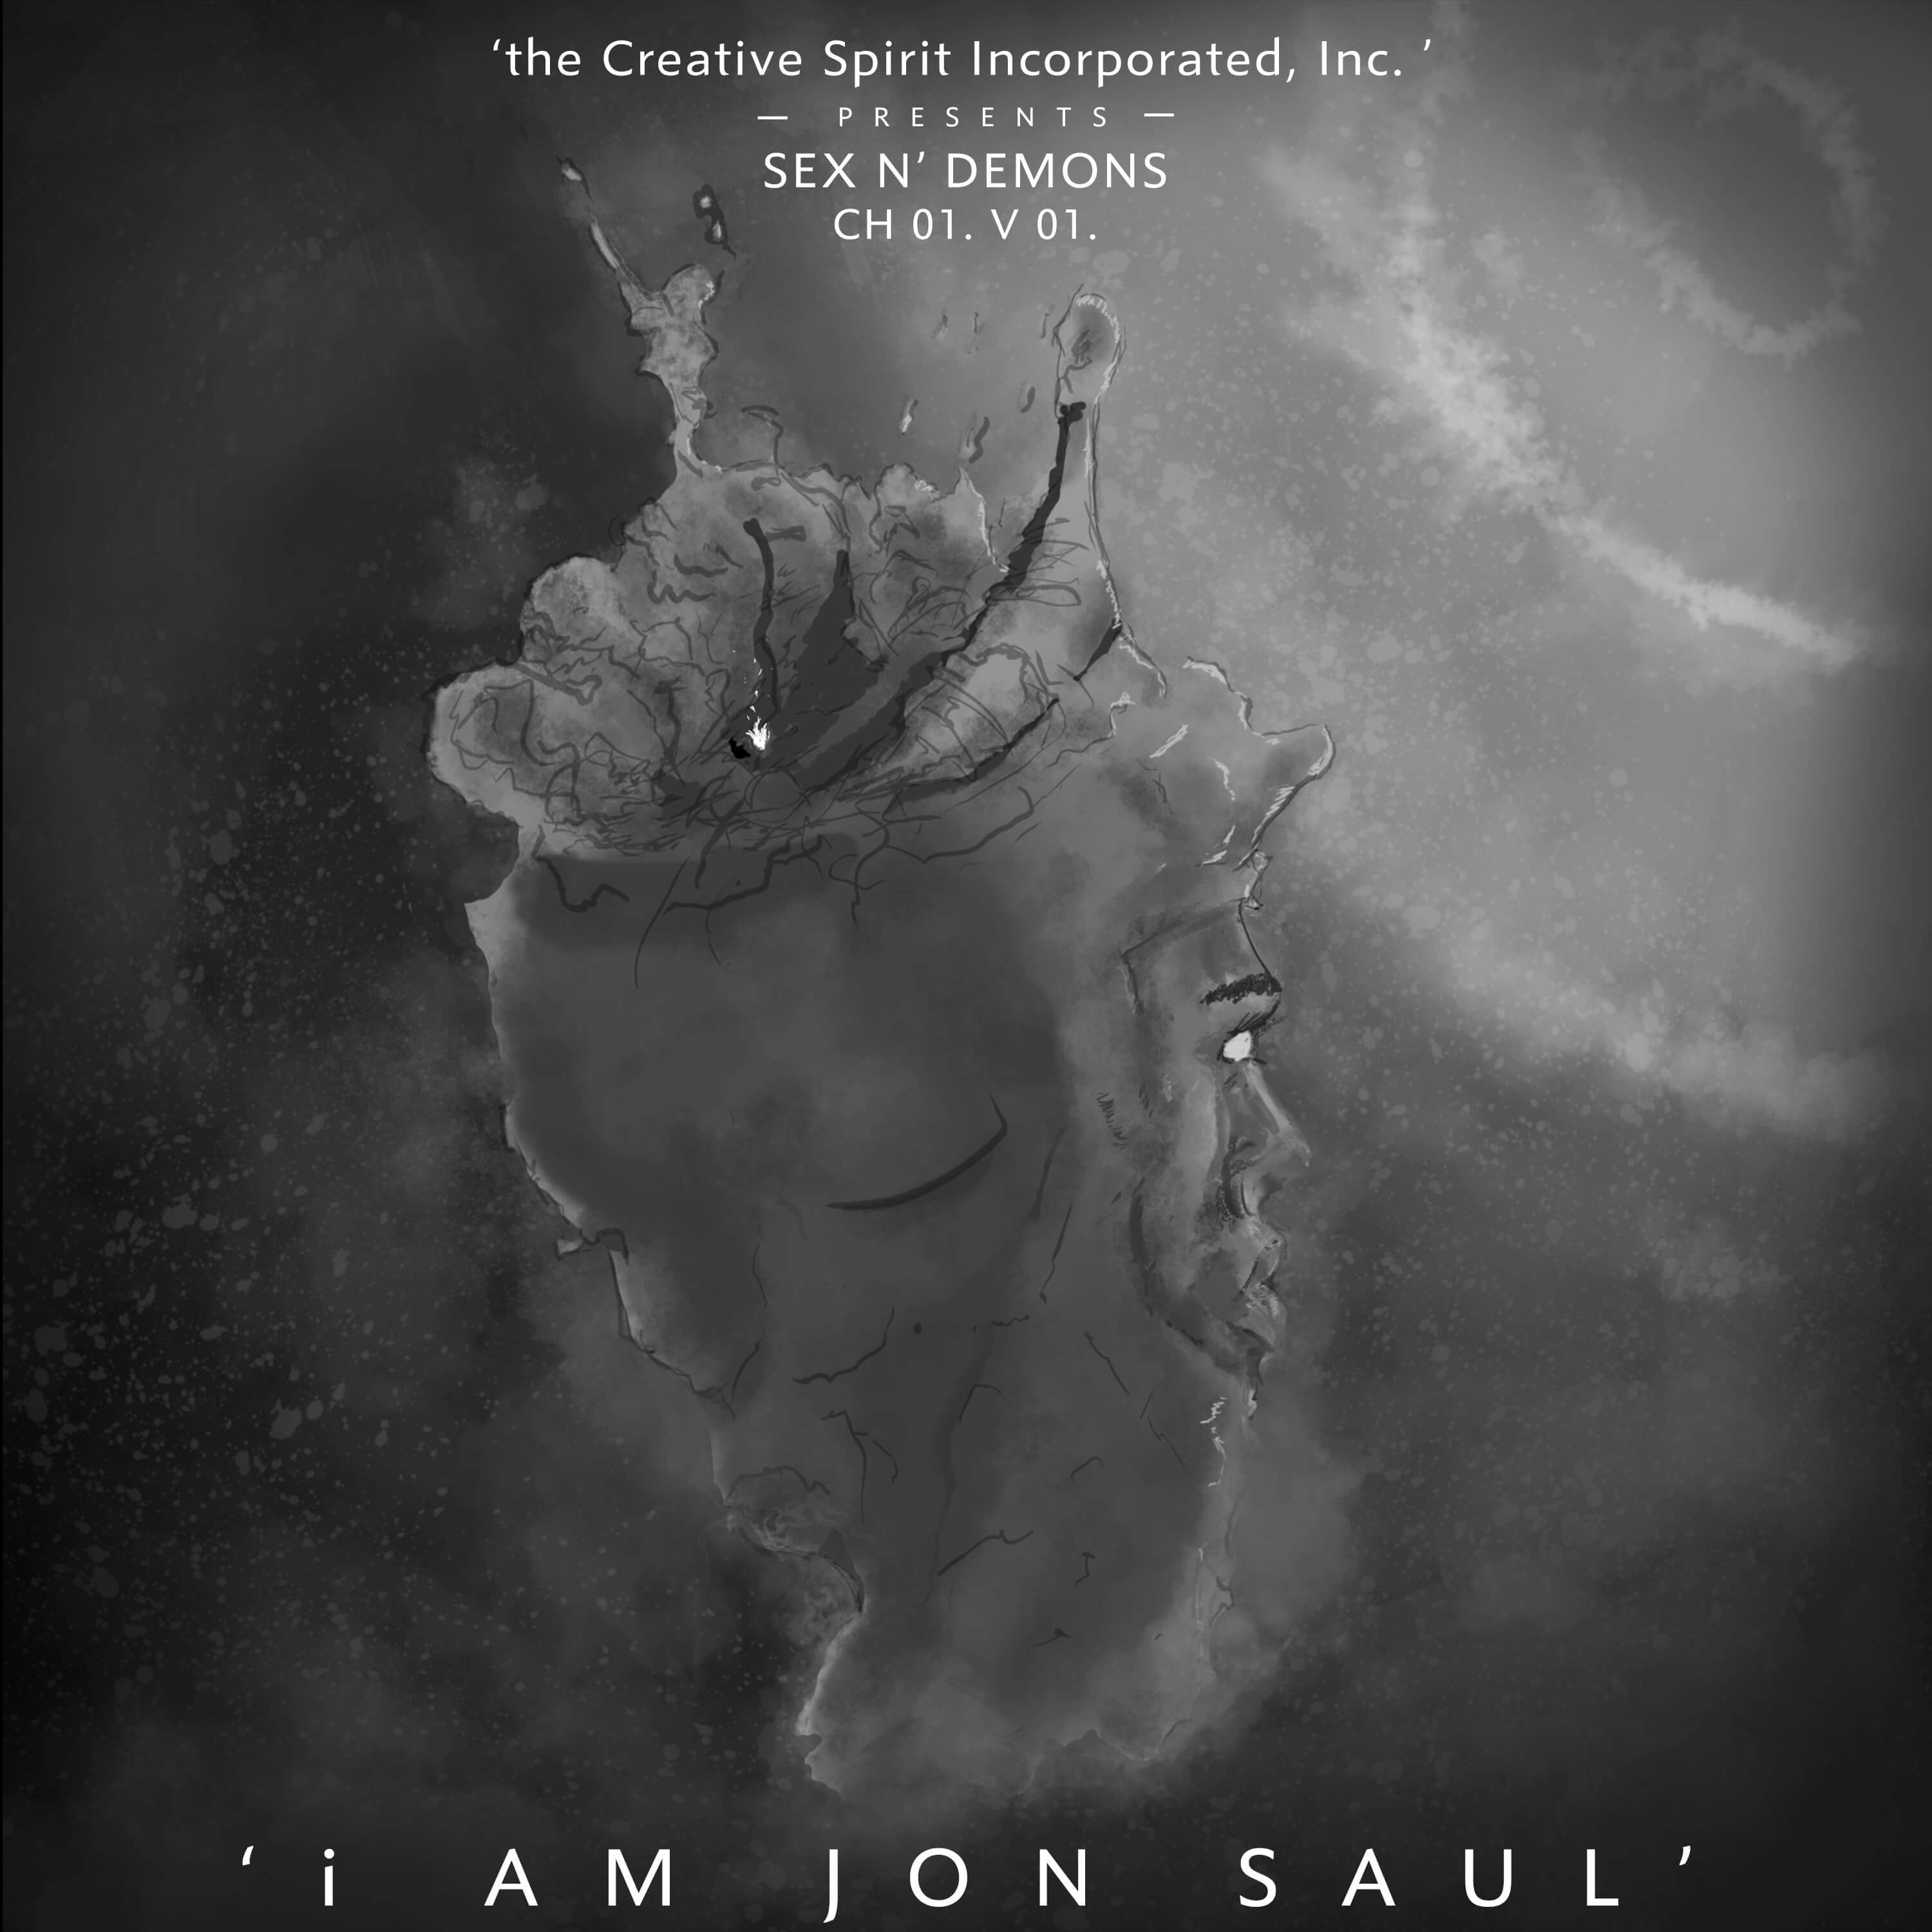 ‘the Creative Spirit Incorporated, Inc. ’
— PRESENTS —
SEX N’ DEMONS
CH 01. V 01.
‘i AM JON SAUL’